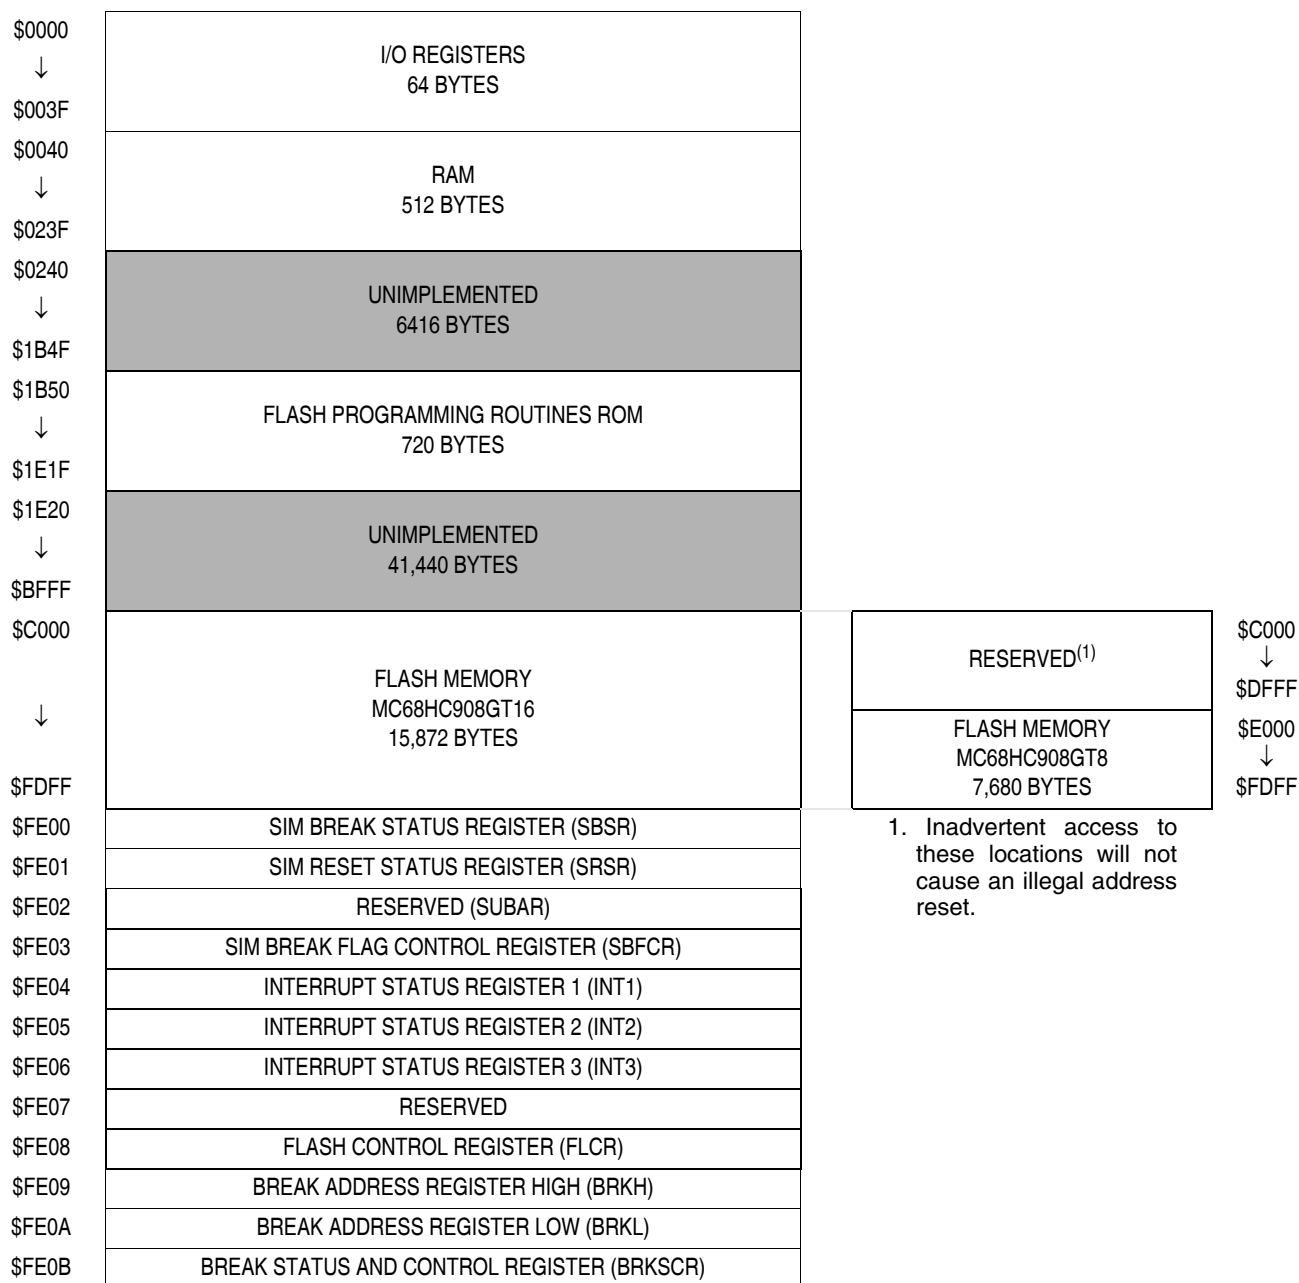 $0000
↓
$003F
I/O REGISTERS
64 BYTES
$0040
↓
$023F
RAM
512 BYTES
$0240
↓
$1B4F
UNIMPLEMENTED
6416 BYTES
$1B50
↓
$1E1F
FLASH PROGRAMMING ROUTINES ROM
720 BYTES
$1E20
↓
$BFFF
UNIMPLEMENTED
41,440 BYTES
$C000
↓
$FDFF
FLASH MEMORY
MC68HC908GT16
15,872 BYTES
RESERVED(1)
$C000
↓
$DFFF
FLASH MEMORY
MC68HC908GT8
7,680 BYTES
$E000
↓
$FDFF
1. Inadvertent access to
these locations will not
cause an illegal address
reset.
$FE00 SIM BREAK STATUS REGISTER (SBSR)
$FE01 SIM RESET STATUS REGISTER (SRSR)
$FE02 RESERVED (SUBAR)
$FE03 SIM BREAK FLAG CONTROL REGISTER (SBFCR)
$FE04 INTERRUPT STATUS REGISTER 1 (INT1)
$FE05 INTERRUPT STATUS REGISTER 2 (INT2)
$FE06 INTERRUPT STATUS REGISTER 3 (INT3)
$FE07 RESERVED
$FE08 FLASH CONTROL REGISTER (FLCR)
$FE09 BREAK ADDRESS REGISTER HIGH (BRKH)
$FE0A BREAK ADDRESS REGISTER LOW (BRKL)
$FE0B BREAK STATUS AND CONTROL REGISTER (BRKSCR)